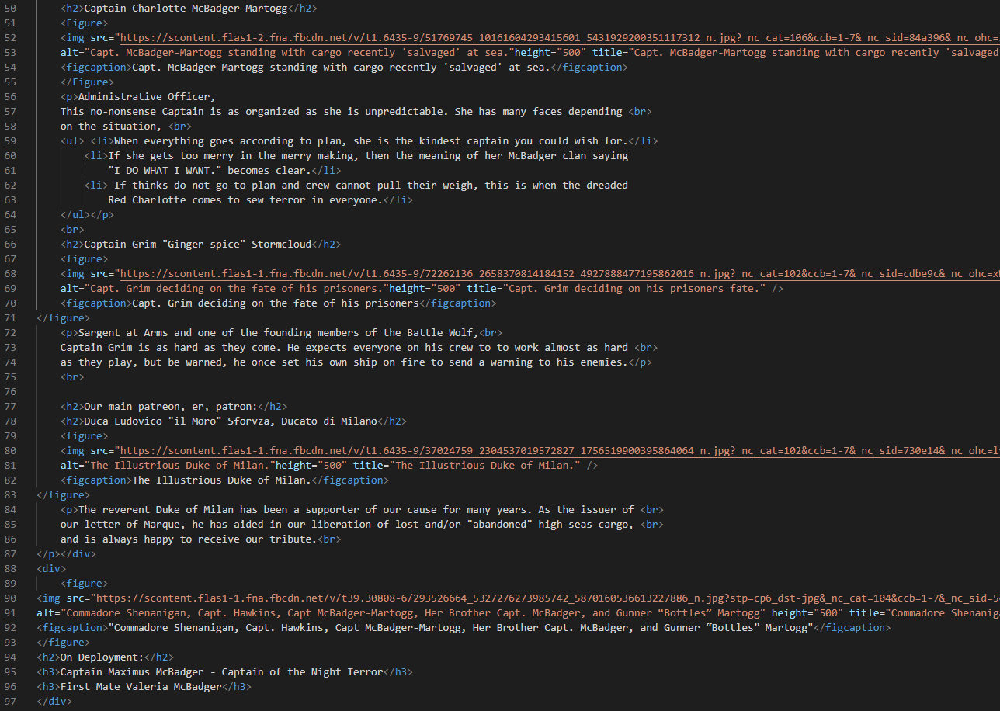 50 <h2>Captain Charlotte McBadger-Martogg</h2>
51 <Figure>
52 <img src="https://scontent.flas1-2.fna.fbcdn.net/v/t1.6435-9/51769745_10161604293415601_5431929200351117312_n.jpg?_nc_cat=106&ccb=1-7&_nc_sid=84a396&_nc_ohc=
53 alt="Capt. McBadger-Martogg standing with cargo recently 'salvaged' at sea."height="500" title="Capt. McBadger-Martogg standing with cargo recently 'salvaged
54 <figcaption>Capt. McBadger-Martogg standing with cargo recently 'salvaged' at sea.</figcaption>
55 </Figure>
56 <p>Administrative Officer,
57 This no-nonsense Captain is as organized as she is unpredictable. She has many faces depending <br>
58 on the situation, <br>
59 <ul> <li>When everything goes according to plan, she is the kindest captain you could wish for.</li>
60 <li>If she gets too merry in the merry making, then the meaning of her McBadger clan saying
61 "I DO WHAT I WANT." becomes clear.</li>
62 <li> If thinks do not go to plan and crew cannot pull their weigh, this is when the dreaded
63 Red Charlotte comes to sew terror in everyone.</li>
64 </ul></p>
65 <br>
66 <h2>Captain Grim "Ginger-spice" Stormcloud</h2>
67 <figure>
68 <img src="https://scontent.flas1-1.fna.fbcdn.net/v/t1.6435-9/72262136_2658370814184152_4927888477195862016_n.jpg?_nc_cat=102&ccb=1-7&_nc_sid=cdbe9c&_nc_ohc=x
69 alt="Capt. Grim deciding on the fate of his prisoners."height="500" title="Capt. Grim deciding on his prisoners fate." />
70 <figcaption>Capt. Grim deciding on the fate of his prisoners</figcaption>
71 </figure>
72 <p>Sargent at Arms and one of the founding members of the Battle Wolf,<br>
73 Captain Grim is as hard as they come. He expects everyone on his crew to to work almost as hard <br>
74 as they play, but be warned, he once set his own ship on fire to send a warning to his enemies.</p>
75 <br>
76
77 <h2>Our main patreon, er, patron:</h2>
78 <h2>Duca Ludovico "il Moro" Sforvza, Ducato di Milano</h2>
79 <figure>
80 <img src="https://scontent.flas1-1.fna.fbcdn.net/v/t1.6435-9/37024759_2304537019572827_1756519900395864064_n.jpg?_nc_cat=102&ccb=1-7&_nc_sid=730e14&_nc_ohc=l
81 alt="The Illustrious Duke of Milan."height="500" title="The Illustrious Duke of Milan." />
82 <figcaption>The Illustrious Duke of Milan.</figcaption>
83 </figure>
84 <p>The reverent Duke of Milan has been a supporter of our cause for many years. As the issuer of <br>
85 our letter of Marque, he has aided in our liberation of lost and/or "abandoned" high seas cargo, <br>
86 and is always happy to receive our tribute.<br>
87 </p></div>
88 <div>
89 <figure>
90 <img src="https://scontent.flas1-1.fna.fbcdn.net/v/t39.30808-6/293526664_5327276273985742_5870160536613227886_n.jpg?stp=cp6_dst-jpg&_nc_cat=104&ccb=1-7&_nc_sid=5
91 alt="Commadore Shenanigan, Capt. Hawkins, Capt McBadger-Martogg, Her Brother Capt. McBadger, and Gunner “Bottles” Martogg" height="500" title="Commadore Shenaniga
92 <figcaption>"Commadore Shenanigan, Capt. Hawkins, Capt McBadger-Martogg, Her Brother Capt. McBadger, and Gunner “Bottles” Martogg"</figcaption>
93 </figure>
94 <h2>On Deployment:</h2>
95 <h3>Captain Maximus McBadger - Captain of the Night Terror</h3>
96 <h3>First Mate Valeria McBadger</h3>
97 </div>